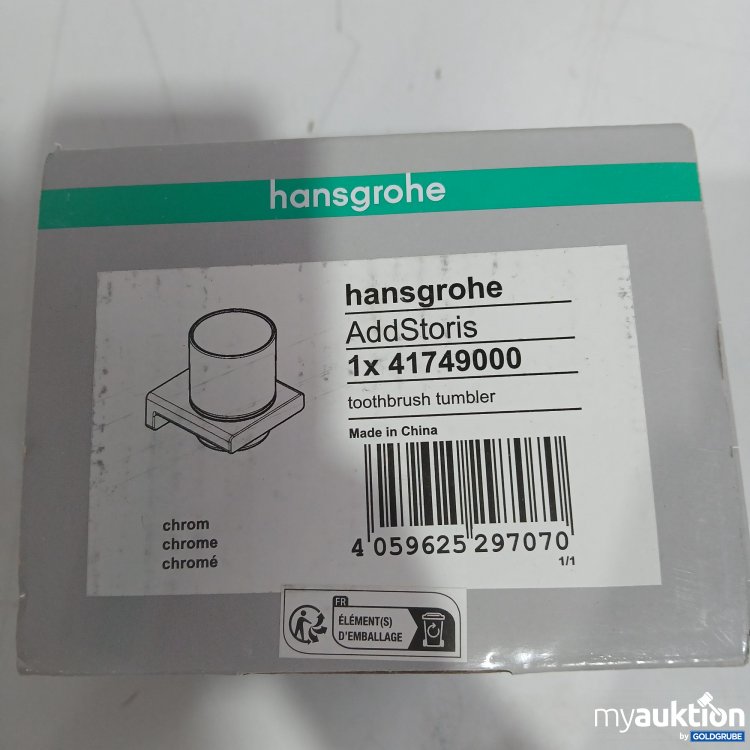 hansgrohe
hansgrohe
AddStoris
1x 41749000
toothbrush tumbler
Made in China
chrom
chrome
chromé
4 059625 297070
1/1
FR
ÉLÉMENT(S)
D'EMBALLAGE
myauktion
by GOLDGRUBE